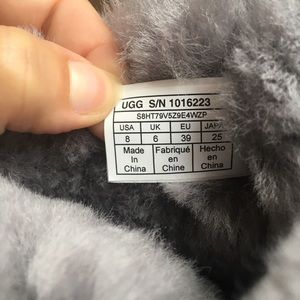 UGG S/N 1016223
S8HT79V5Z9E4WZP
USA UK EU JAPA
8 6 39 25
Made Fabriqué Hecho
In en en
China Chine China